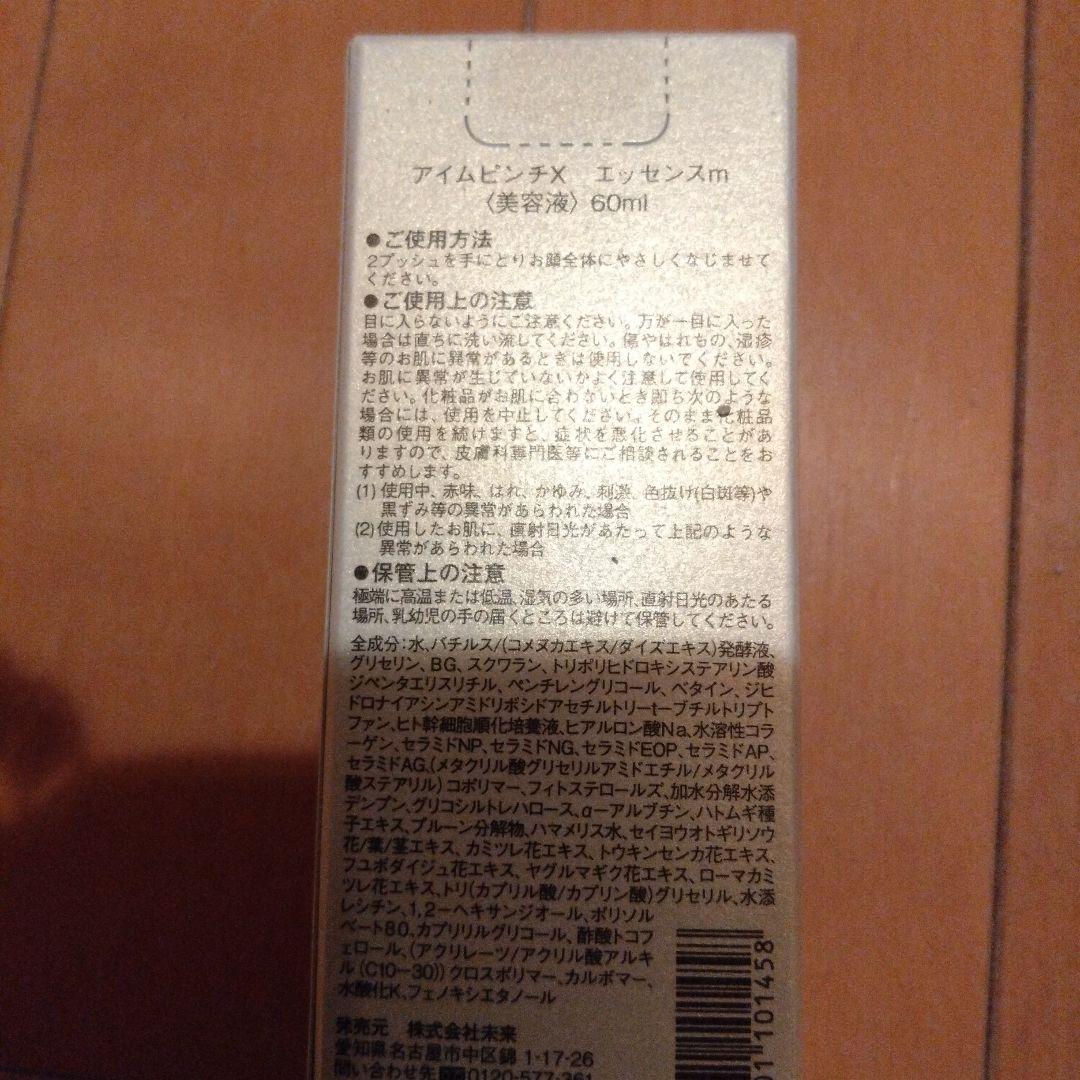 アイムピンチX エッセンスm
〈美容液〉 60ml
●ご使用方法
2プッシュを手にとりお顔全体にやさしくなじませて
ください。
●ご使用上の注意
目に入らないようにご注意ください。万が一目に入った
場合は直ちに洗い流してください。傷やはれもの、湿疹
等のお肌に異常があるときは使用しないでください。
お肌に異常が生じていないかよく注意して使用してく
ださい。化粧品がお肌に合わないとき即ち次のような
場合には、使用を中止してください。そのまま化粧品
類の使用を続けますと、症状を悪化させることがあ
りますので、皮膚科専門医等にご相談されることをお
すすめします。
(1) 使用中、赤味、はれ、かゆみ、刺激、色抜け(白斑等)や
黒ずみ等の異常があらわれた場合
(2)使用したお肌に、直射日光があたって上記のような
異常があらわれた場合
●保管上の注意
極端に高温または低温、湿気の多い場所、直射日光のあたる
場所、乳幼児の手の届くところは避けて保管してください。
全成分:水、バチルス/(コメヌカエキス/ダイズエキス)発酵液、
グリセリン、BG、スクワラン、トリポリヒドロキシステアリン酸
ジペンタエリスリチル、ペンチレングリコール、ベタイン、ジヒ
ドロナイアシンアミドリボシドアセチルトリーtーブチルトリプト
ファン、ヒト幹細胞順化培養液、ヒアルロン酸Na、水溶性コラ
ーゲン、セラミドNP、セラミドNG、セラミドEOP、セラミドAP、
セラミドAG、(メタクリル酸グリセリルアミドエチル/メタクリル
酸ステアリル)コポリマー、フィトステロールズ、加水分解水添
デンプン、グリコシルトレハロース、αーアルブチン、ハトムギ種
子エキス、プルーン分解物、ハマメリス水、セイヨウオトギリソウ
花/葉/茎エキス、カミツレ花エキス、トウキンセンカ花エキス、
フユボダイジュ花エキス、ヤグルマギク花エキス、ローマカミ
ツレ花エキス、トリ(カプリル酸/カプリン酸)グリセリル、水添
レシチン、1,2ーヘキサンジオール、ポリソル
ベート80、カプリリルグリコール、酢酸トコフ
ェロール、(アクリレーツ/アクリル酸アルキ
ル(C10ー30))クロスポリマー、カルボマー、
水酸化K、フェノキシエタノール
発売元 株式会社未来
愛知県名古屋市中区錦 1-17-26
問い合わせ先 0120-577-361
01 101458